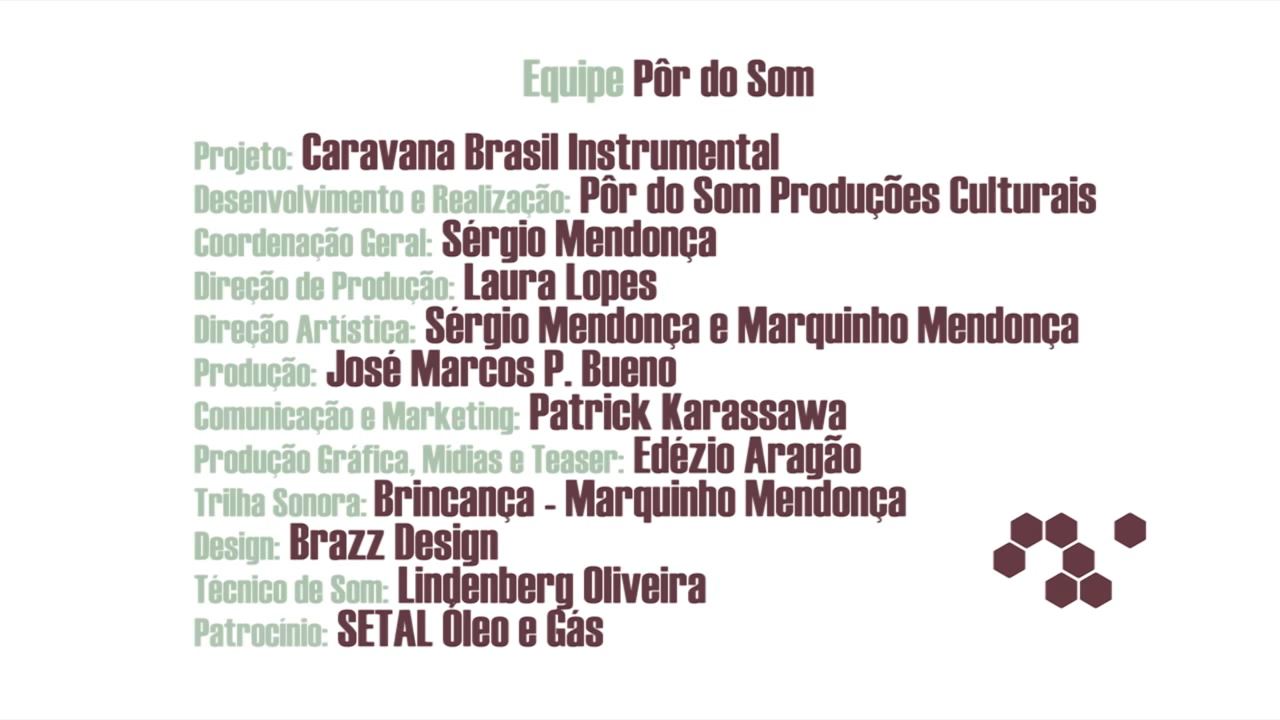 Equipe Pôr do Som
Projeto: Caravana Brasil Instrumental
Desenvolvimento e Realização: Pôr do Som Produções Culturais
Coordenação Geral: Sérgio Mendonça
Direção de Produção: Laura Lopes
Direção Artística: Sérgio Mendonça e Marquinho Mendonça
Produção: José Marcos P. Bueno
Comunicação e Marketing: Patrick Karassawa
Produção Gráfica, Mídias e Teaser: Edézio Aragão
Trilha Sonora: Brincança - Marquinho Mendonça
Design: Brazz Design
Técnico de Som: Lindenberg Oliveira
Patrocínio: SETAL Óleo e Gás